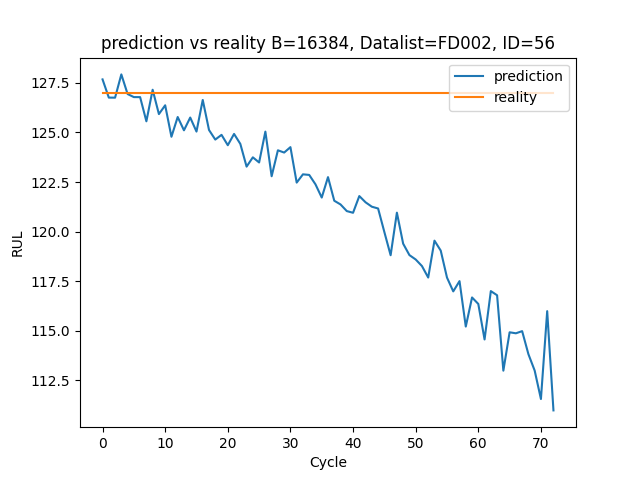 prediction vs reality B=16384, Datalist=FD002, ID=56
prediction
reality
127.5
125.0
122.5
120.0
117.5
115.0
112.5
RUL
0 10 20 30 40 50 60 70
Cycle